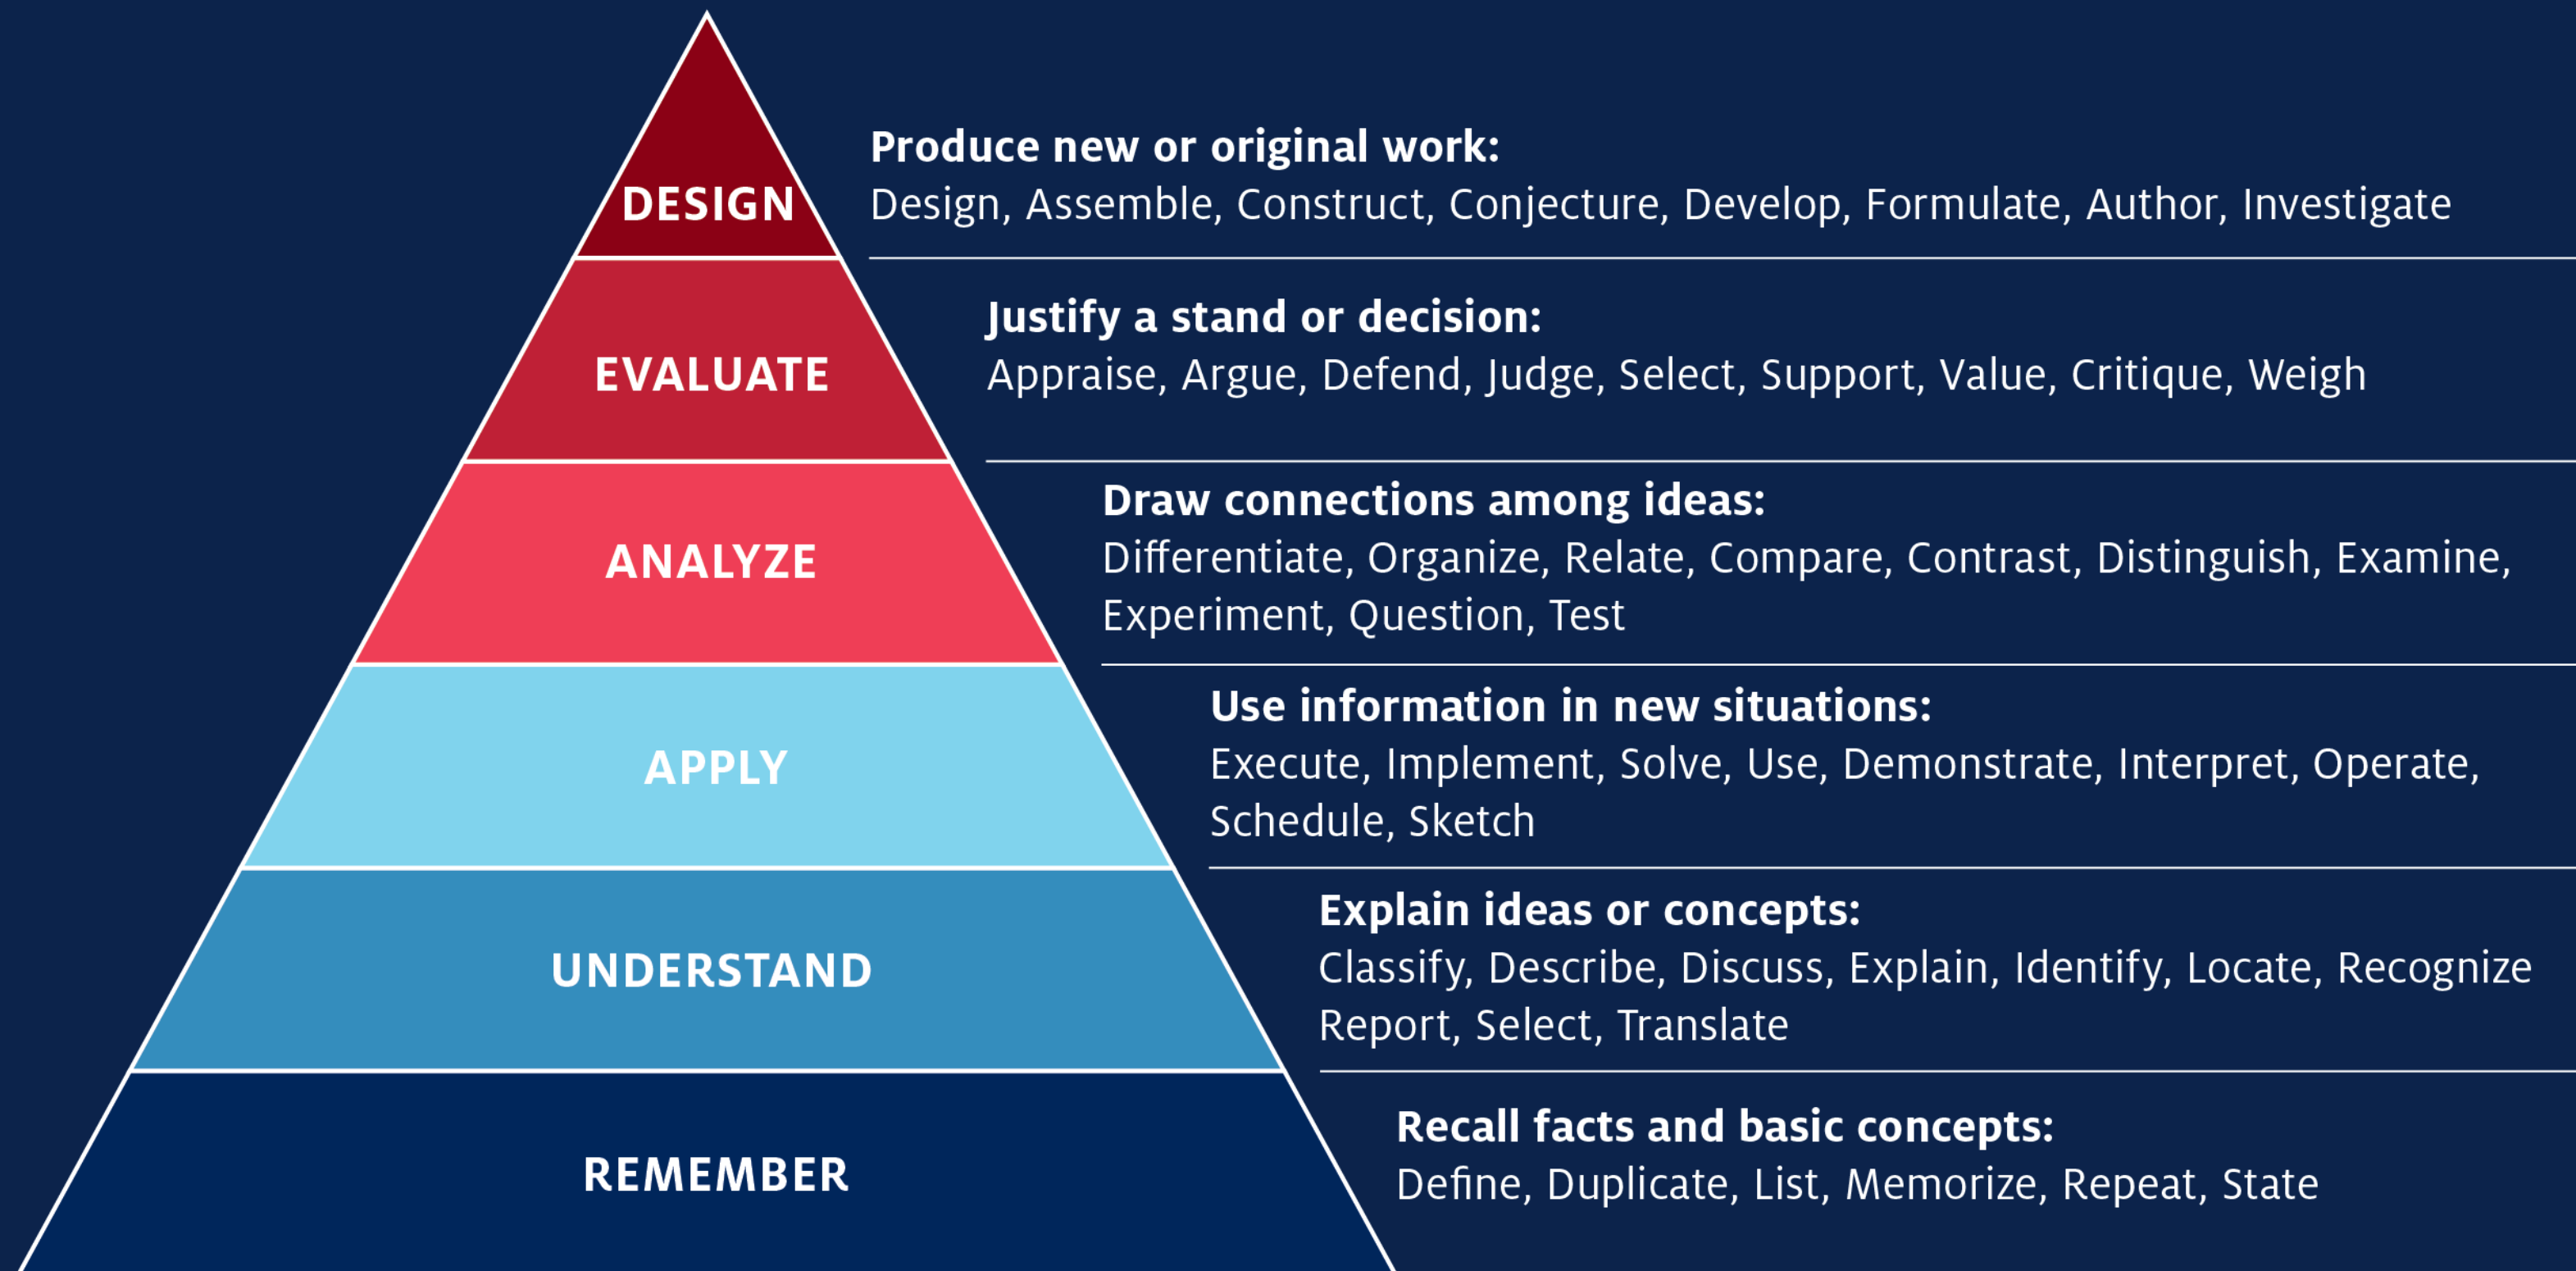 Produce new or original work:
DESIGN
Design, Assemble, Construct, Conjecture, Develop, Formulate, Author, Investigate
Justify a stand or decision:
EVALUATE
Appraise, Argue, Defend, Judge, Select, Support, Value, Critique, Weigh
Draw connections among ideas:
ANALYZE
Differentiate, Organize, Relate, Compare, Contrast, Distinguish, Examine,
Experiment, Question, Test
Use information in new situations:
APPLY
Execute, Implement, Solve, Use, Demonstrate, Interpret, Operate,
Schedule, Sketch
Explain ideas or concepts:
UNDERSTAND
Classify, Describe, Discuss, Explain, Identify, Locate, Recognize
Report, Select, Translate
Recall facts and basic concepts:
REMEMBER
Define, Duplicate, List, Memorize, Repeat, State